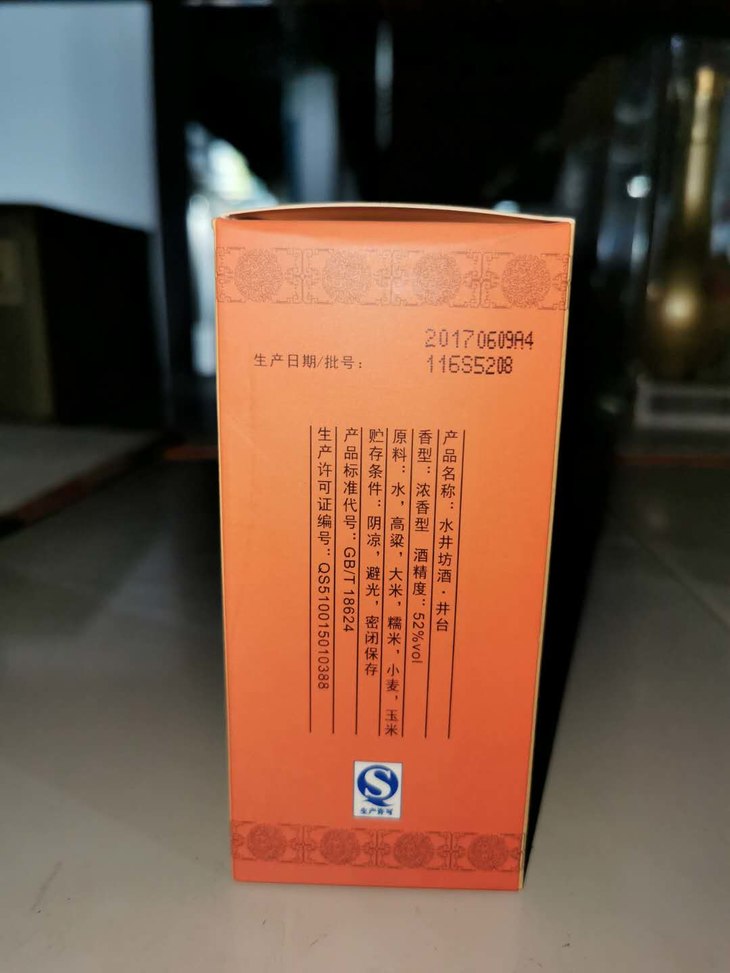 20170609A4
生产日期/批号：
116S5208
产品名称：水井坊酒·井台
香型：浓香型 酒精度：52%vol
原料：水，高粱，大米，糯米，小麦，玉米
贮存条件：阴凉，避光，密闭保存
产品标准代号：GB/T 18624
生产许可证编号：QS510015010388
生产许可